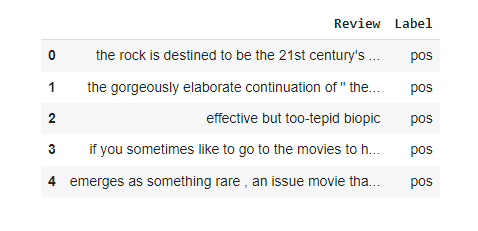 Review Label
0 the rock is destined to be the 21st century's ... pos
1 the gorgeously elaborate continuation of " the... pos
2 effective but too-tepid biopic pos
3 if you sometimes like to go to the movies to h... pos
4 emerges as something rare , an issue movie tha... pos